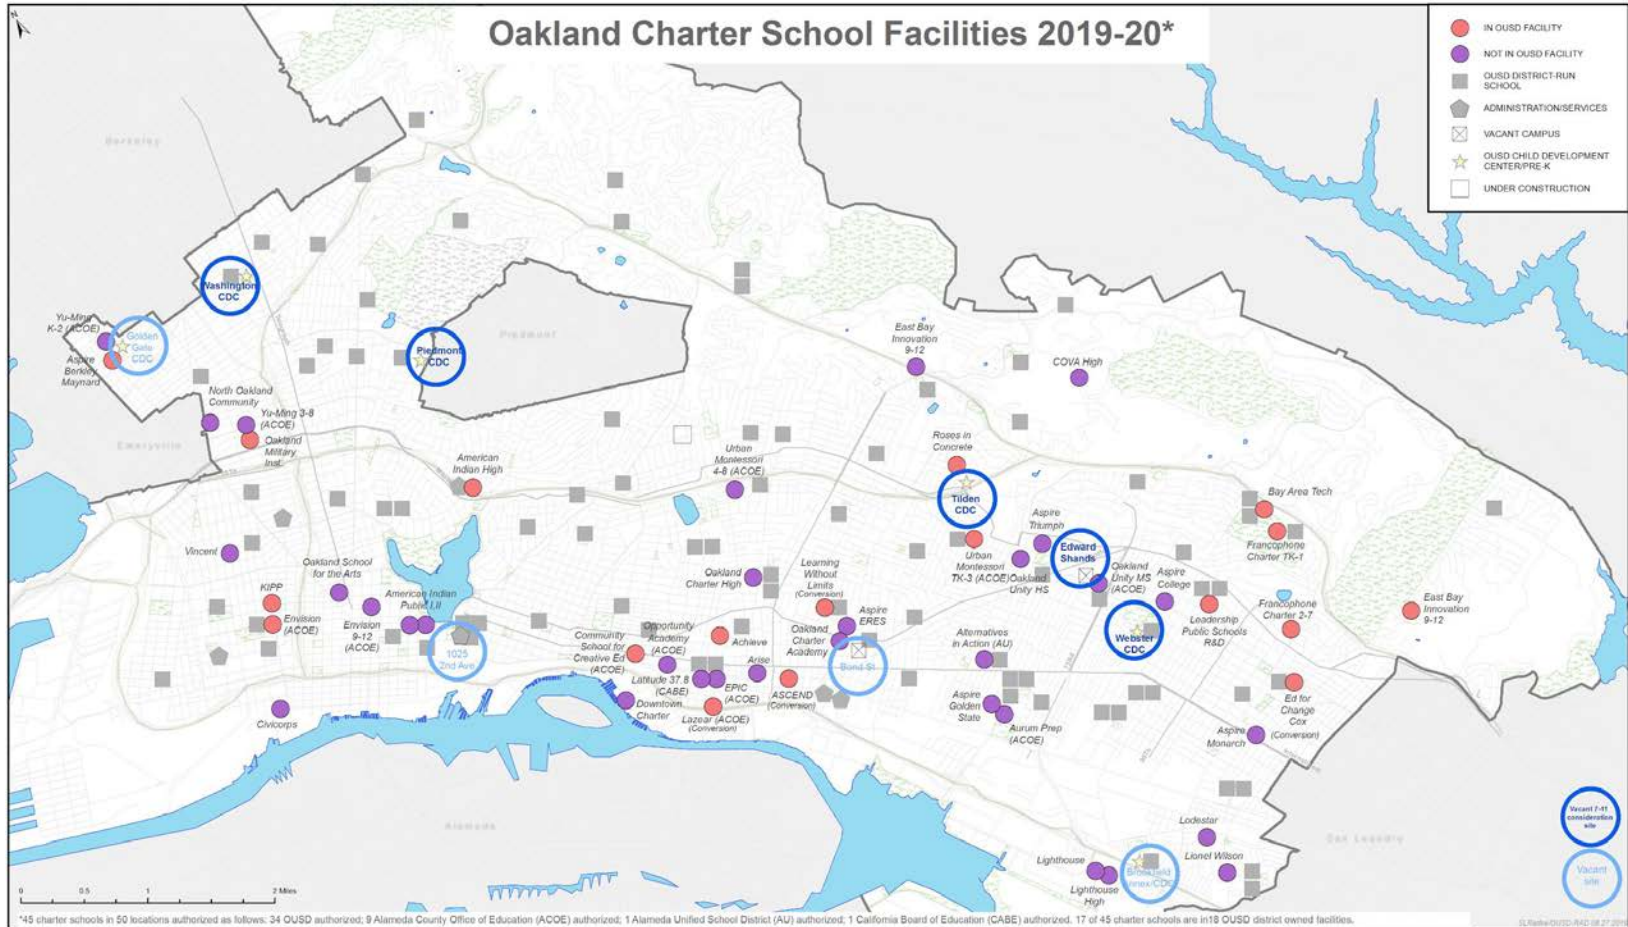 Oakland Charter School Facilities 2019-20*
IN OUSD FACILITY
NOT IN OUSD FACILITY
OUSD DISTRICT-RUN
SCHOOL
ADMINISTRATION/SERVICES
VACANT CAMPUS
OUSD CHILD DEVELOPMENT
CENTER/PRE-K
UNDER CONSTRUCTION
Berkeley
Washington
CDC
Yu-Ming
K-2 (ACOE)
Golden
Gate
CDC
Aspire
Berkley
Maynard
Piedmont
CDC
Piedmont
East Bay
Innovation
9-12
COVA High
North Oakland
Community
Yu-Ming 3-8
(ACOE)
Oakland
Military
Inst.
Emeryville
American
Indian High
Urban
Montessori
4-8 (ACOE)
Roses in
Concrete
Tilden
CDC
Bay Area Tech
Francophone
Charter TK-1
Aspire
Triumph
Edward
Shands
Urban
Montessori
TK-3 (ACOE)
Oakland
Unity HS
Oakland
Unity MS
(ACOE)
Aspire
College
Vincent
Oakland School
for the Arts
Oakland
Charter High
Learning
Without
Limits
(Conversion)
KIPP
Envision
(ACOE)
Envision
9-12
(ACOE)
American Indian
Public I,II
1025
2nd Ave
Community
School for
Creative Ed
(ACOE)
Opportunity
Academy
(ACOE)
Achieve
Aspire
ERES
Oakland
Charter
Academy
Bond St
Alternatives
in Action (AU)
Webster
CDC
Leadership
Public Schools
R&D
Francophone
Charter 2-7
East Bay
Innovation
9-12
Latitude 37.8
(CABE)
EPIC
(ACOE)
Arise
ASCEND
(Conversion)
Downtown
Charter
Lazear (ACOE)
(Conversion)
Civicorps
Aspire
Golden
State
Aurum Prep
(ACOE)
Ed for
Change
Cox
(Conversion)
Aspire
Monarch
Alameda
San Leandro
Lodestar
Lionel Wilson
Lighthouse
Lighthouse
High
Brookfield
Annex/CDC
Vacant 7-11
consideration
site
Vacant
site
0 0.5 1 2 Miles
*45 charter schools in 50 locations authorized as follows: 34 OUSD authorized; 9 Alameda County Office of Education (ACOE) authorized; 1 Alameda Unified School District (AU) authorized; 1 California Board of Education (CABE) authorized. 17 of 45 charter schools are in18 OUSD district owned facilities.